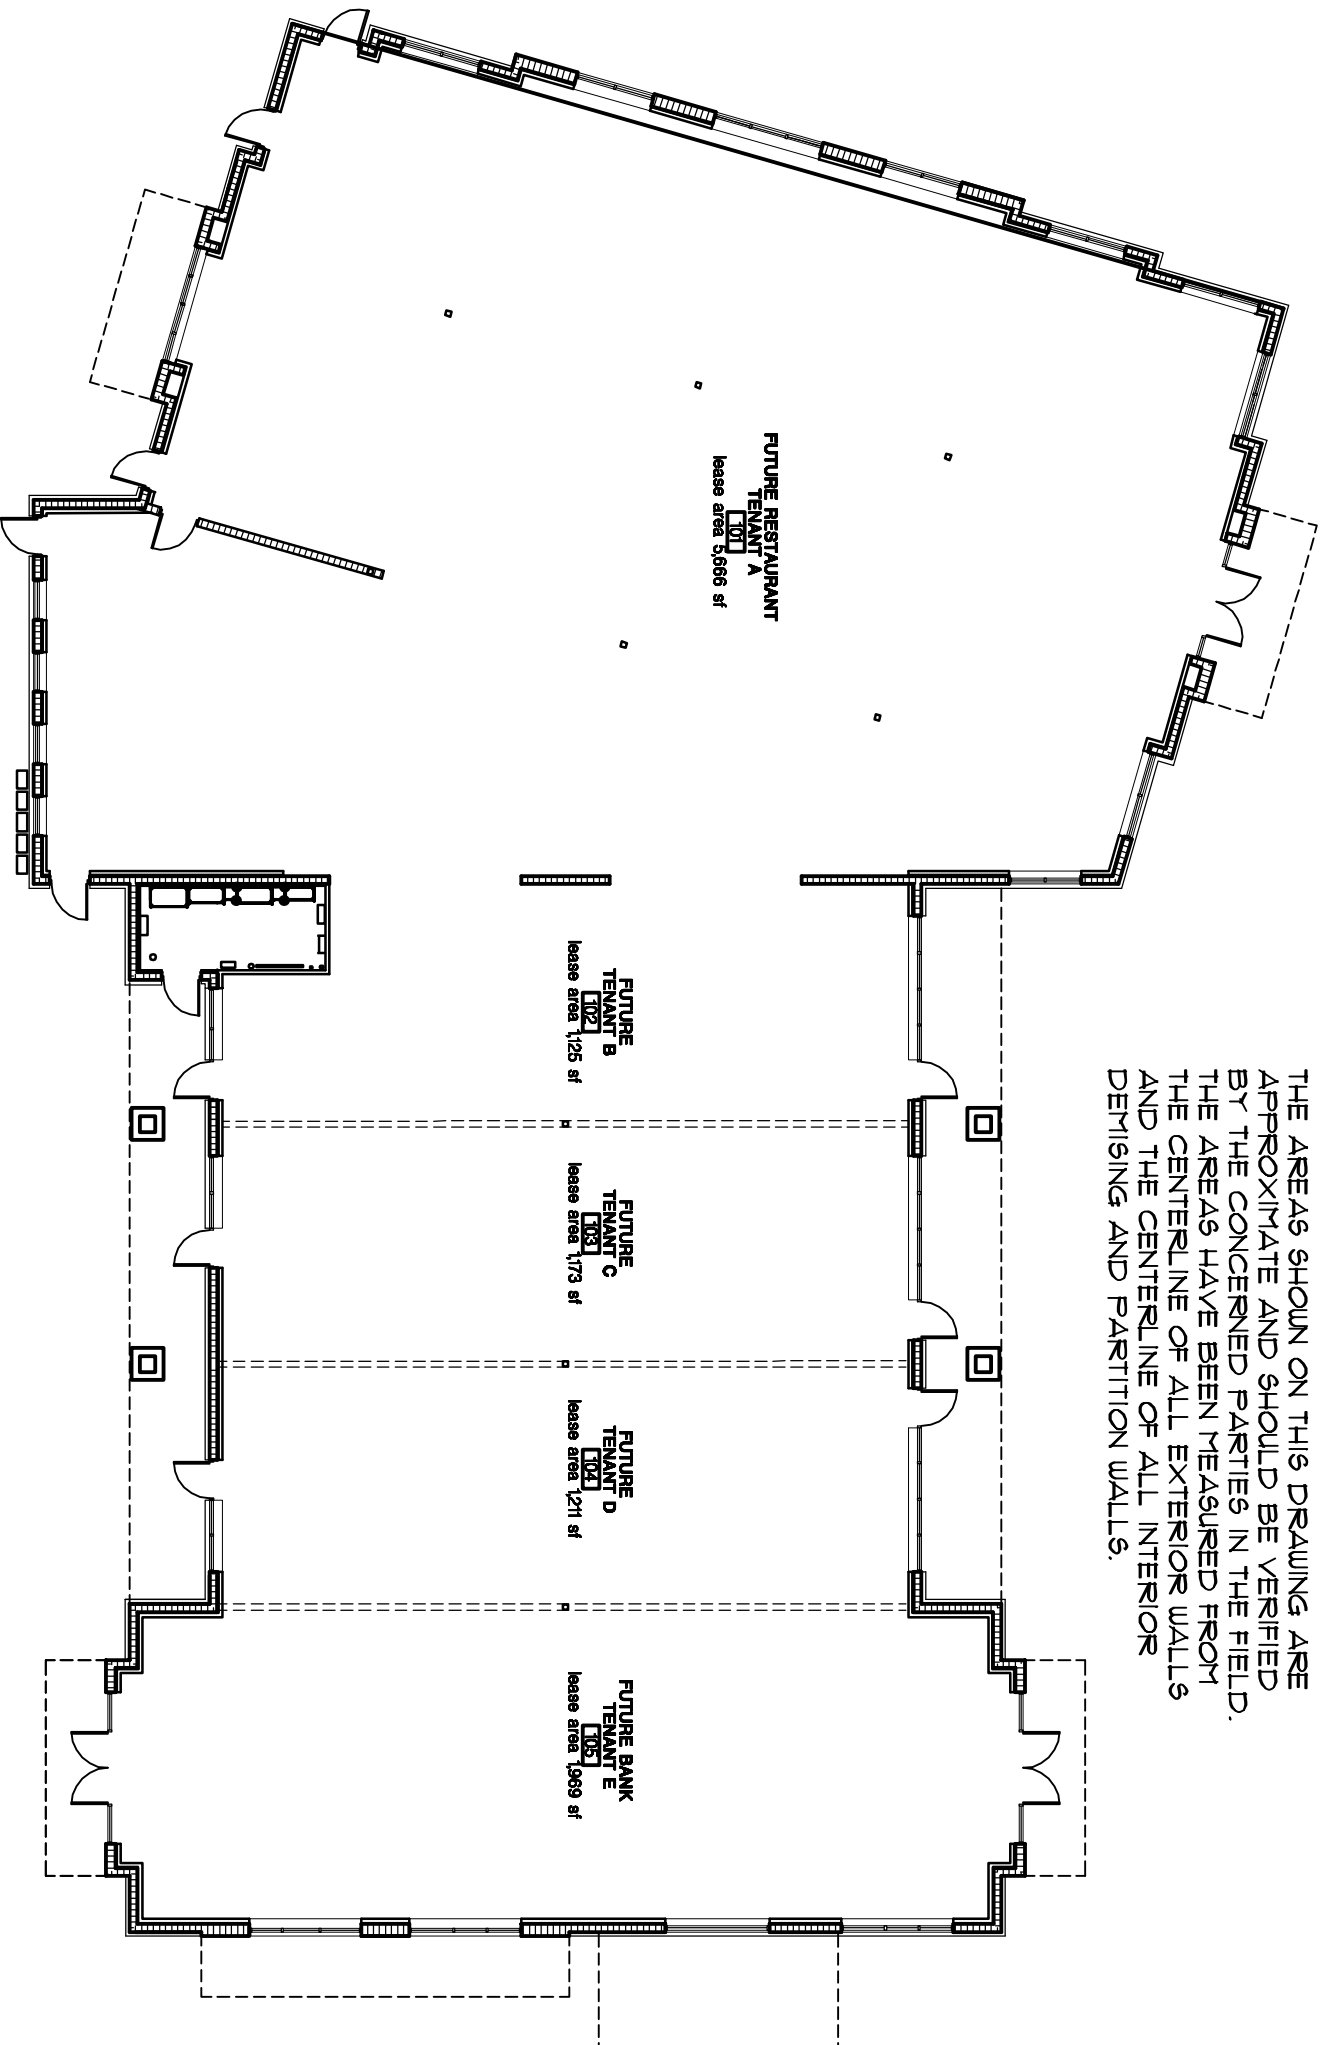 THE AREAS SHOWN ON THIS DRAWING ARE
APPROXIMATE AND SHOULD BE VERIFIED
BY THE CONCERNED PARTIES IN THE FIELD.
THE AREAS HAVE BEEN MEASURED FROM
THE CENTERLINE OF ALL EXTERIOR WALLS
AND THE CENTERLINE OF ALL INTERIOR
DEMISING AND PARTITION WALLS.
FUTURE RESTAURANT
TENANT A
101
lease area 5,666 sf
FUTURE
TENANT B
102
lease area 1,125 sf
FUTURE
TENANT C
103
lease area 1,173 sf
FUTURE
TENANT D
104
lease area 1,211 sf
FUTURE BANK
TENANT E
105
lease area 1,969 sf